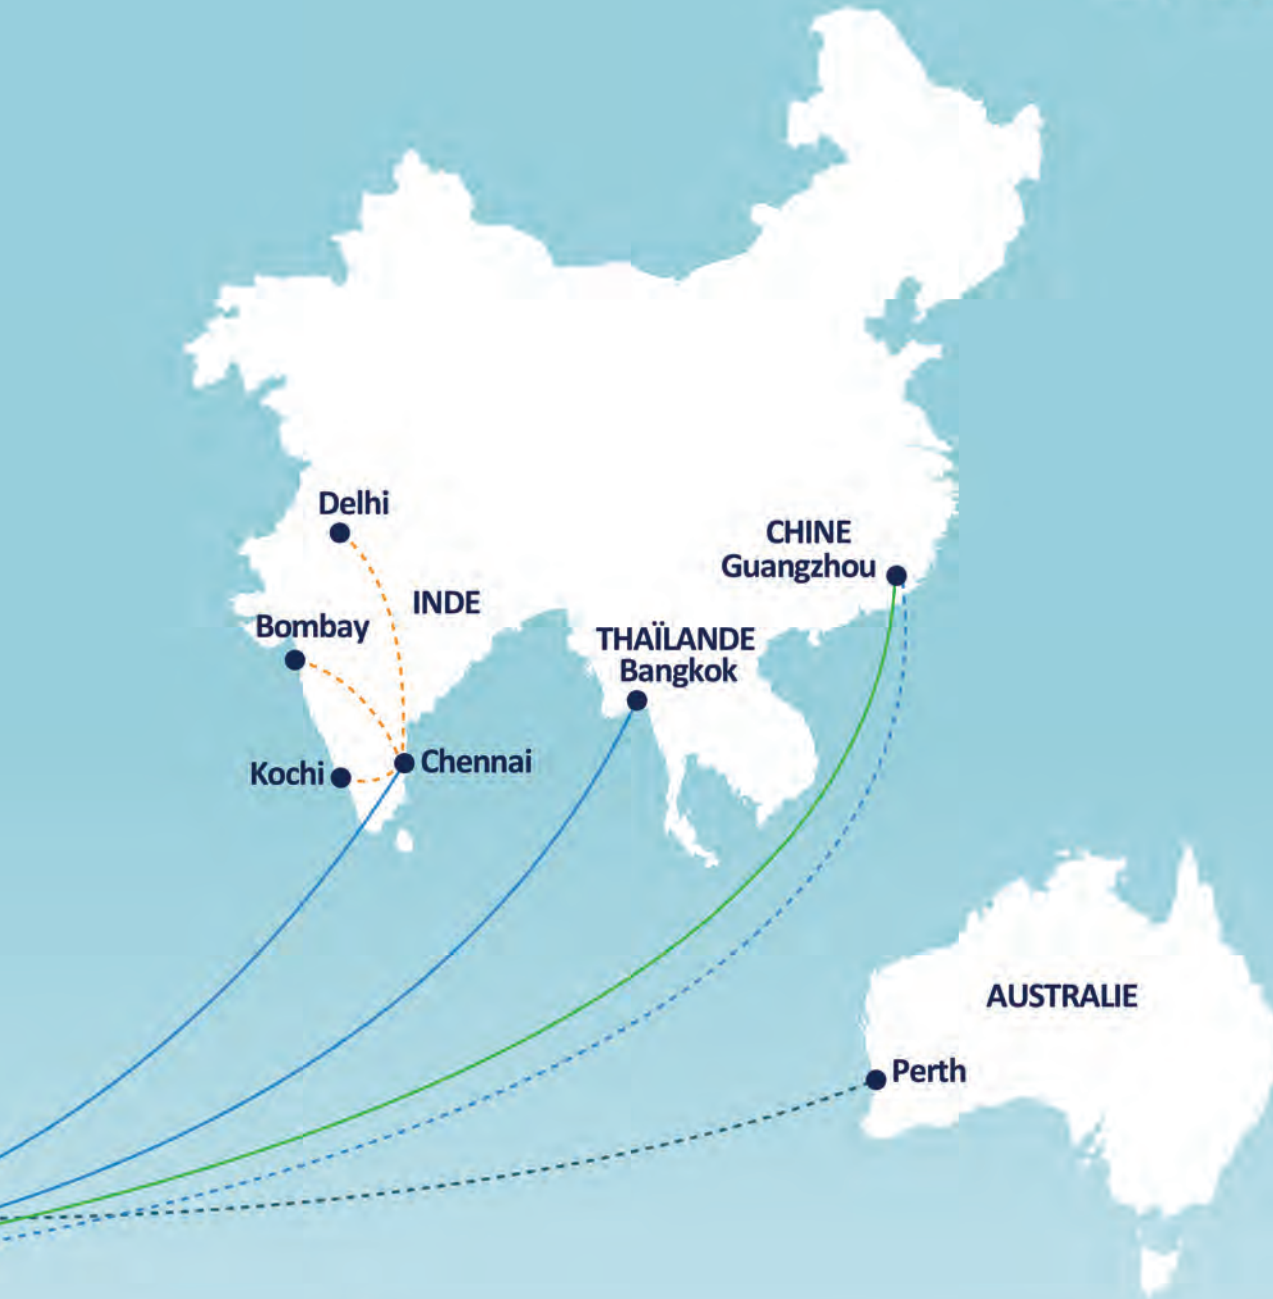 Delhi
CHINE
Guangzhou
INDE
Bombay
THAÏLANDE
Bangkok
Kochi
Chennai
AUSTRALIE
Perth